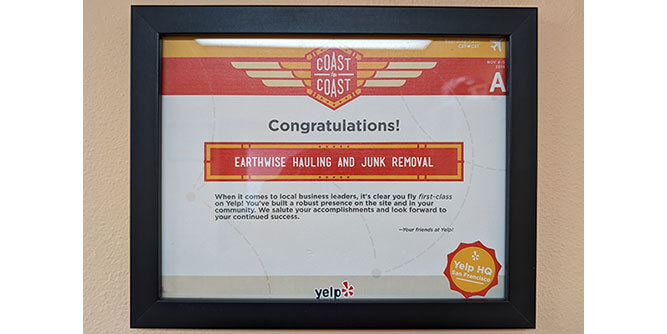 COAST
to
COAST
NOV
A
Congratulations!
EARTHWISE HAULING AND JUNK REMOVAL
When it comes to local business leaders, it's clear you fly first-class
on Yelp! You've built a robust presence on the site and in your
community. We salute your accomplishments and look forward to
your continued success.
—Your friends at Yelp!
Yelp HQ
San Francisco
yelp